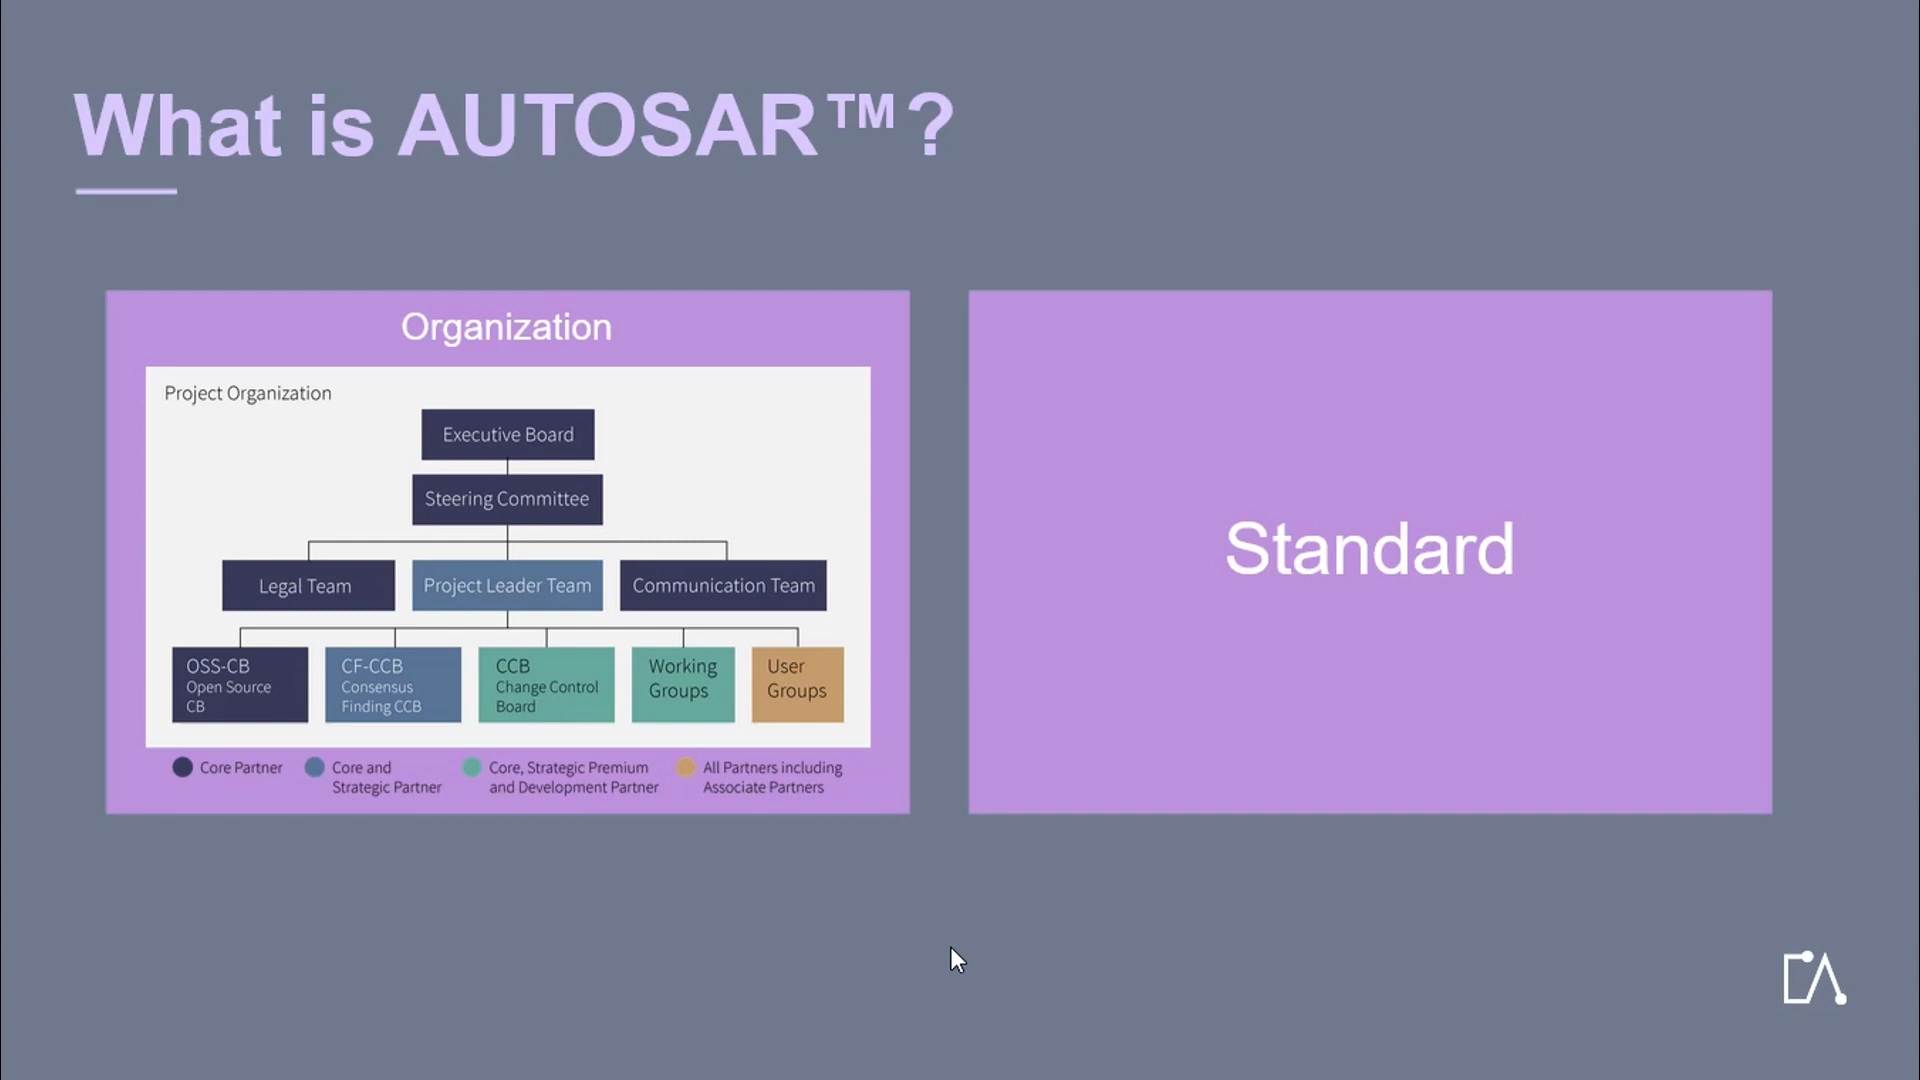 What is AUTOSAR™?
Organization
Project Organization
Executive Board
Steering Committee
Legal Team
Project Leader Team
Communication Team
OSS-CB
Open Source
CB
CF-CCB
Consensus
Finding CCB
CCB
Change Control
Board
Working
Groups
User
Groups
Core Partner
Core and
Strategic Partner
Core, Strategic Premium
and Development Partner
All Partners including
Associate Partners
Standard